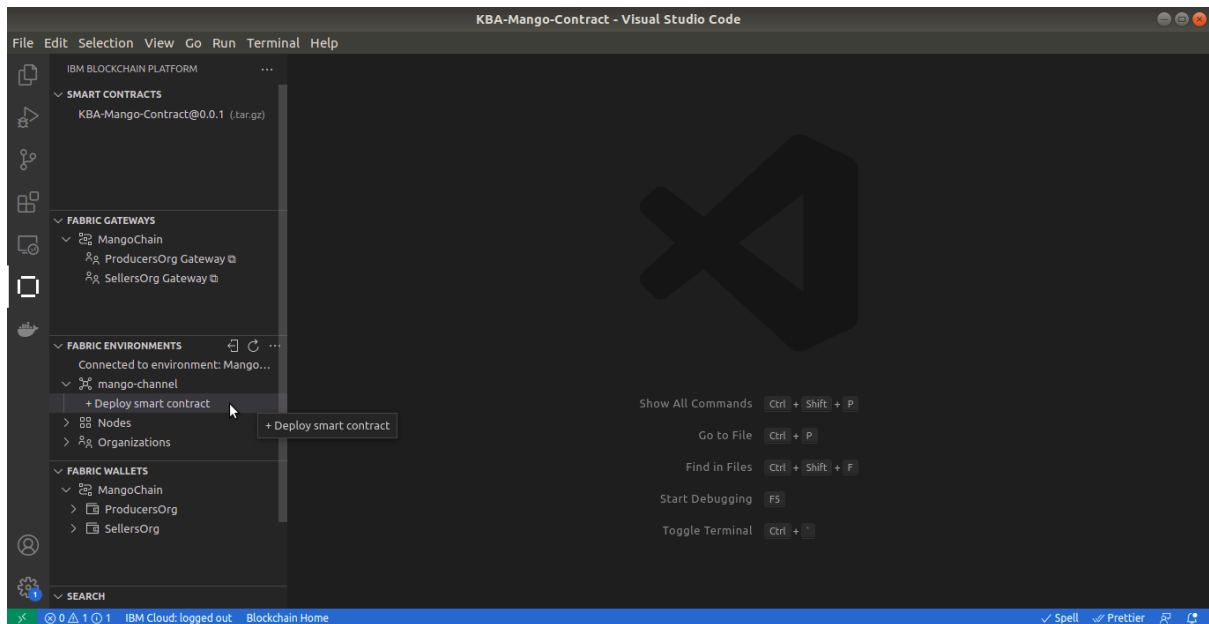 KBA-Mango-Contract - Visual Studio Code
File Edit Selection View Go Run Terminal Help
IBM BLOCKCHAIN PLATFORM
SMART CONTRACTS
KBA-Mango-Contract@0.0.1 (.tar.gz)
FABRIC GATEWAYS
MangoChain
ProducersOrg Gateway
SellersOrg Gateway
FABRIC ENVIRONMENTS
Connected to environment: Mango...
mango-channel
+ Deploy smart contract
+ Deploy smart contract
Nodes
Organizations
FABRIC WALLETS
MangoChain
ProducersOrg
SellersOrg
SEARCH
Show All Commands Ctrl + Shift + P
Go to File Ctrl + P
Find in Files Ctrl + Shift + F
Start Debugging F5
Toggle Terminal Ctrl + `
1
0 1 1 IBM Cloud: logged out Blockchain Home Spell Prettier